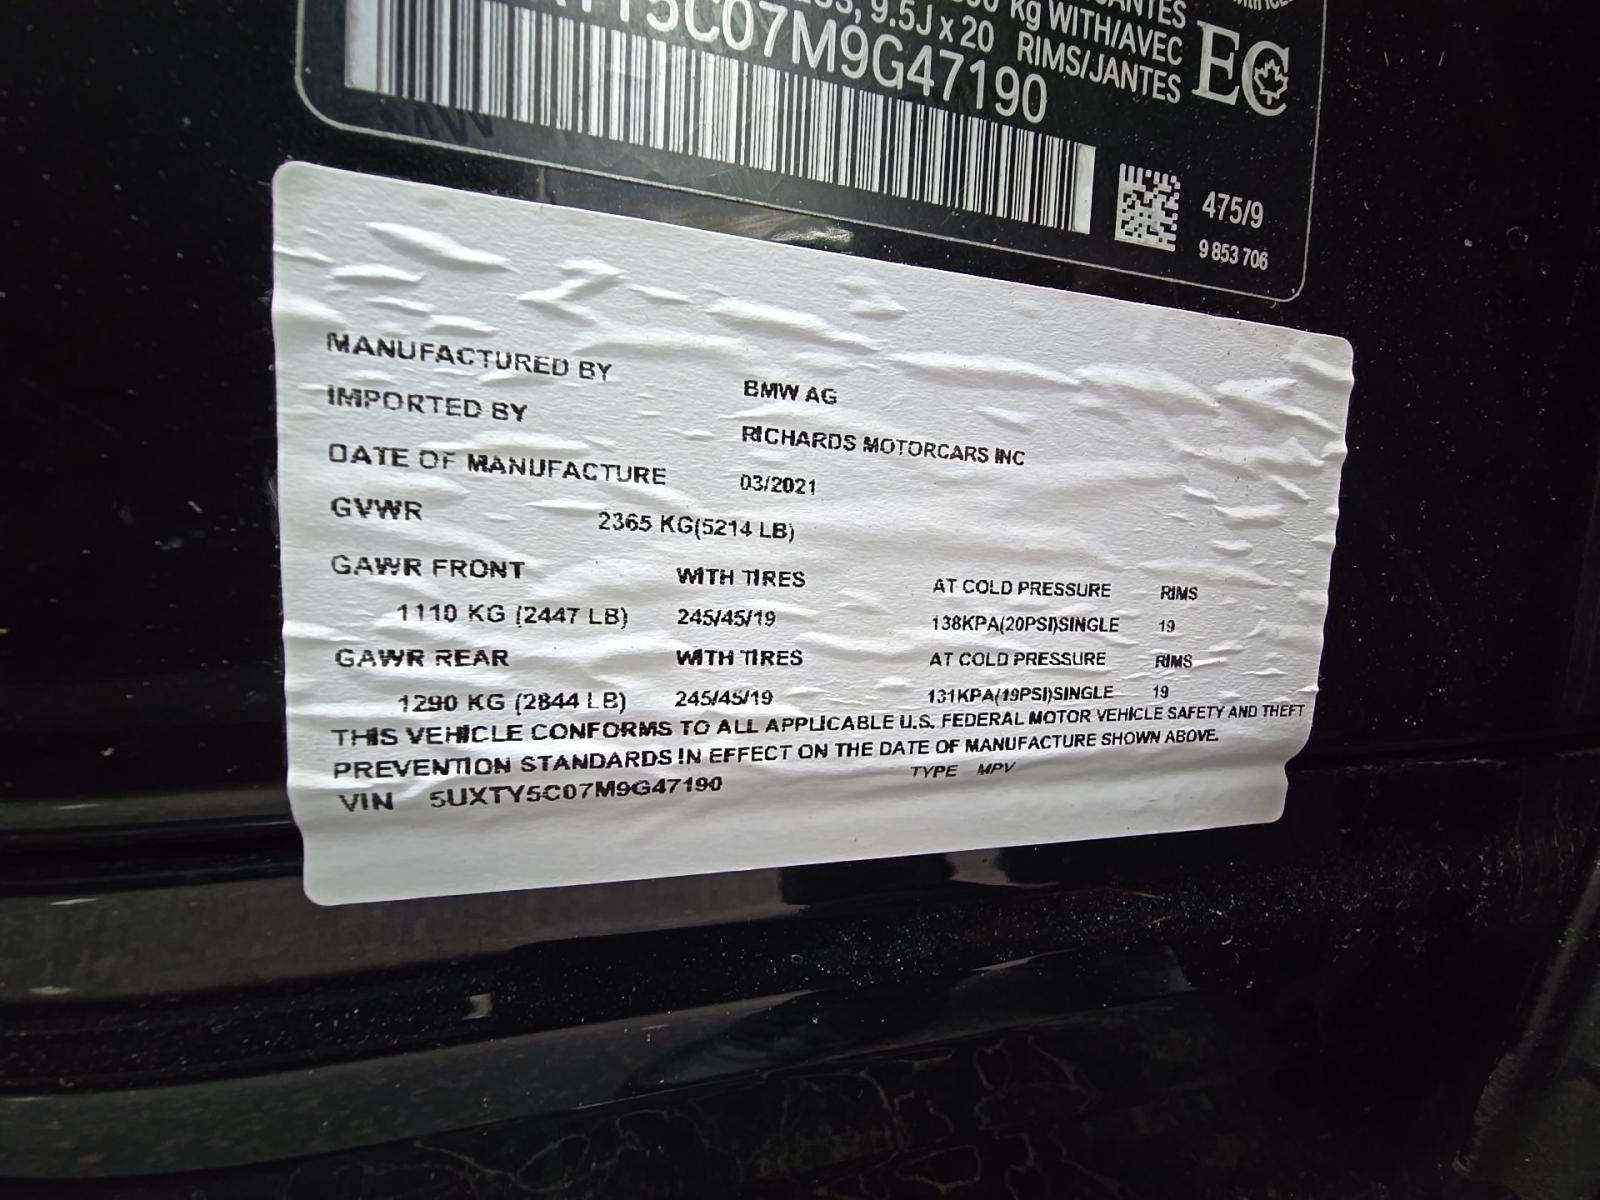 kg WITH/AVEC
9.5J x 20 RIMS/JANTES
5C07M9G47190
EC
475/9
9 853 706
MANUFACTURED BY BMW AG
IMPORTED BY RICHARDS MOTORCARS INC
DATE OF MANUFACTURE 03/2021
GVWR 2365 KG(5214 LB)
GAWR FRONT WITH TIRES AT COLD PRESSURE RIMS
1110 KG (2447 LB) 245/45/19 138KPA(20PSI)SINGLE 19
GAWR REAR WITH TIRES AT COLD PRESSURE RIMS
1290 KG (2844 LB) 245/45/19 131KPA(19PSI)SINGLE 19
THIS VEHICLE CONFORMS TO ALL APPLICABLE U.S. FEDERAL MOTOR VEHICLE SAFETY AND THEFT
PREVENTION STANDARDS IN EFFECT ON THE DATE OF MANUFACTURE SHOWN ABOVE.
VIN 5UXTY5C07M9G47190 TYPE MPV